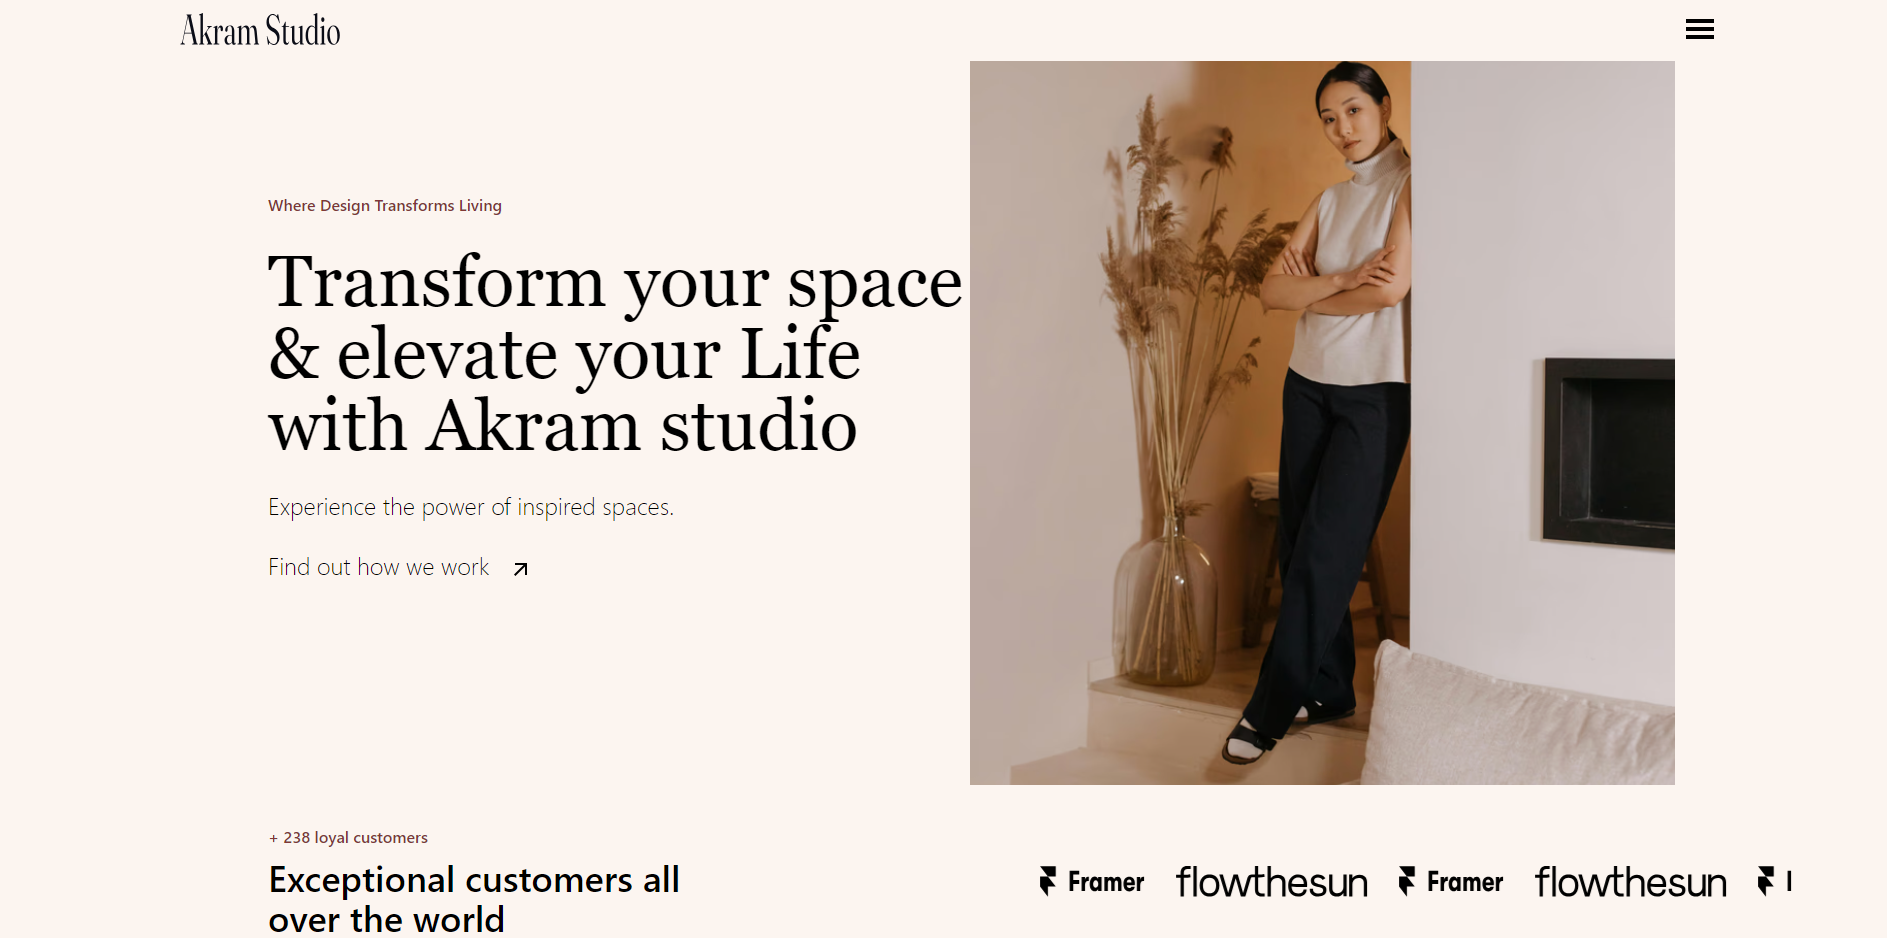 Akram Studio
Where Design Transforms Living
Transform your space
& elevate your Life
with Akram studio
Experience the power of inspired spaces.
Find out how we work
+ 238 loyal customers
Exceptional customers all
over the world
Framer flowthesun Framer flowthesun